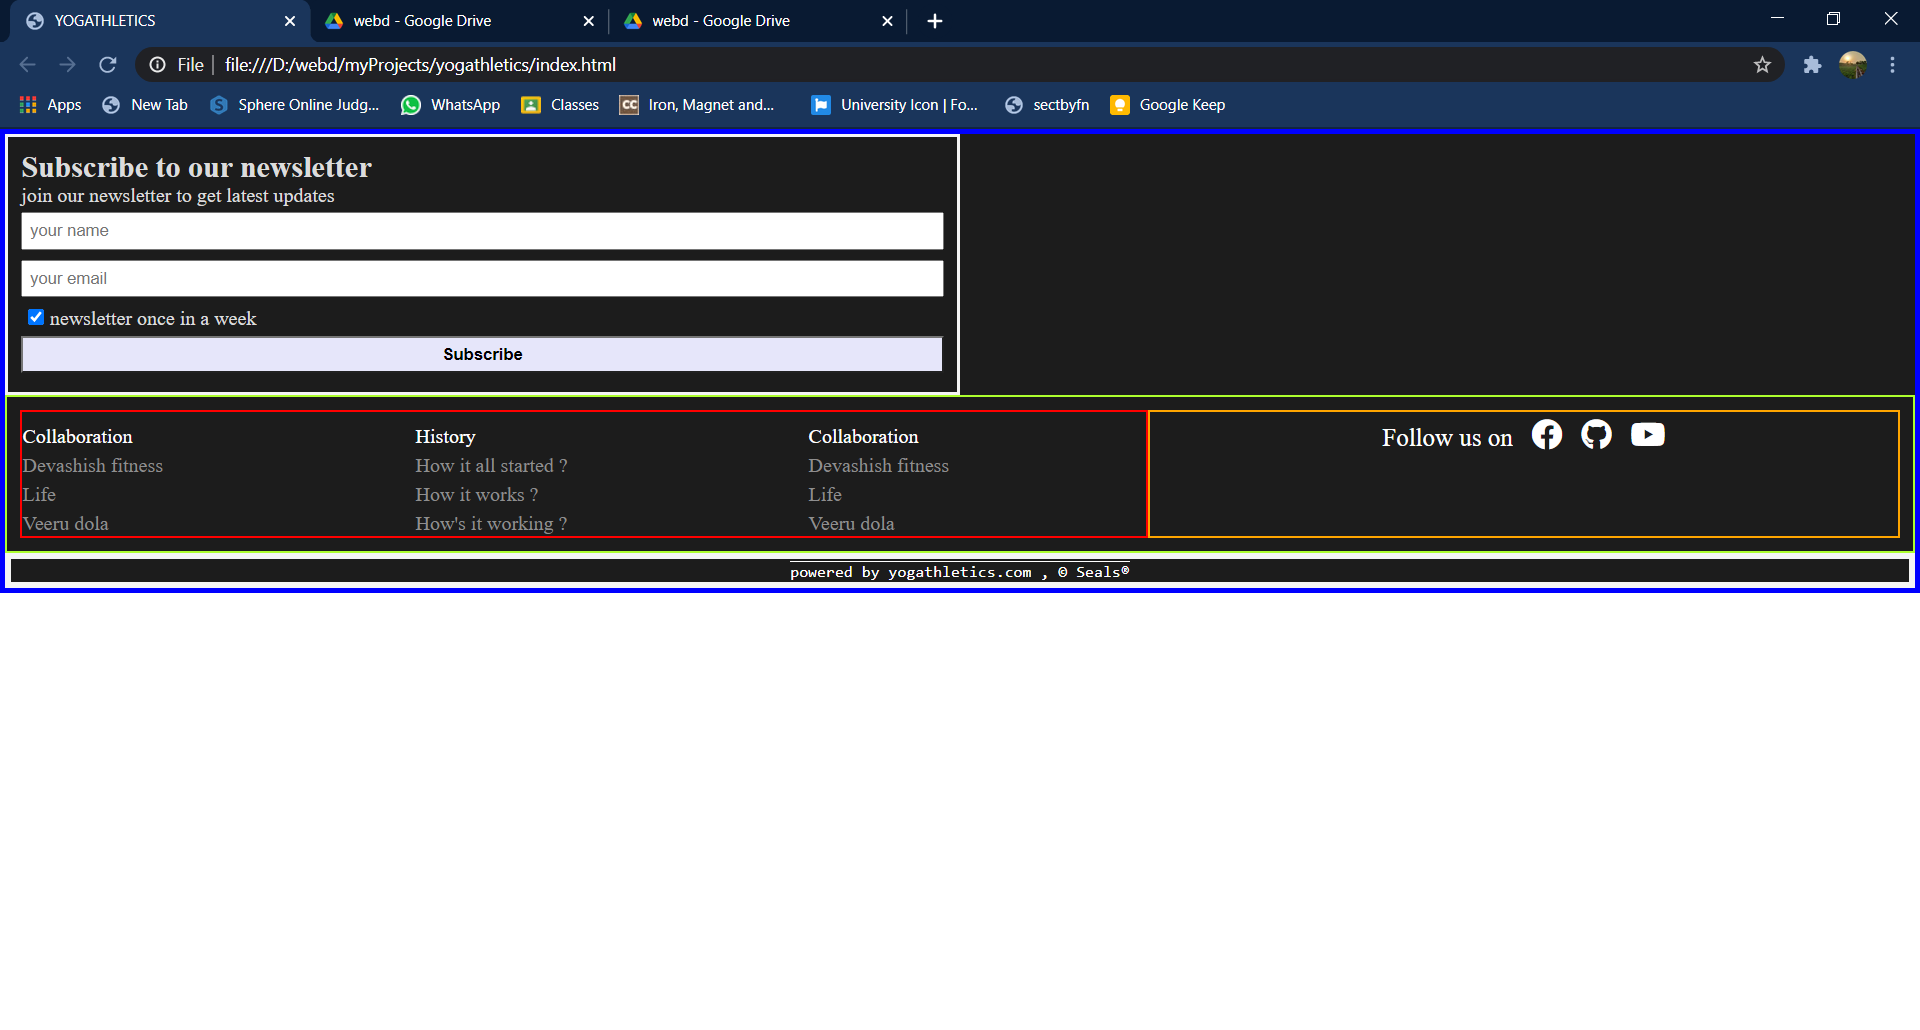 YOGATHLETICS
webd - Google Drive
webd - Google Drive
File | file:///D:/webd/myProjects/yogathletics/index.html
Apps New Tab Sphere Online Judg... WhatsApp Classes CC Iron, Magnet and... University Icon | Fo... sectbyfn Google Keep
Subscribe to our newsletter
join our newsletter to get latest updates
your name
your email
newsletter once in a week
Subscribe
Collaboration
Devashish fitness
Life
Veeru dola
History
How it all started ?
How it works ?
How's it working ?
Collaboration
Devashish fitness
Life
Veeru dola
Follow us on
powered by yogathletics.com , © Seals®